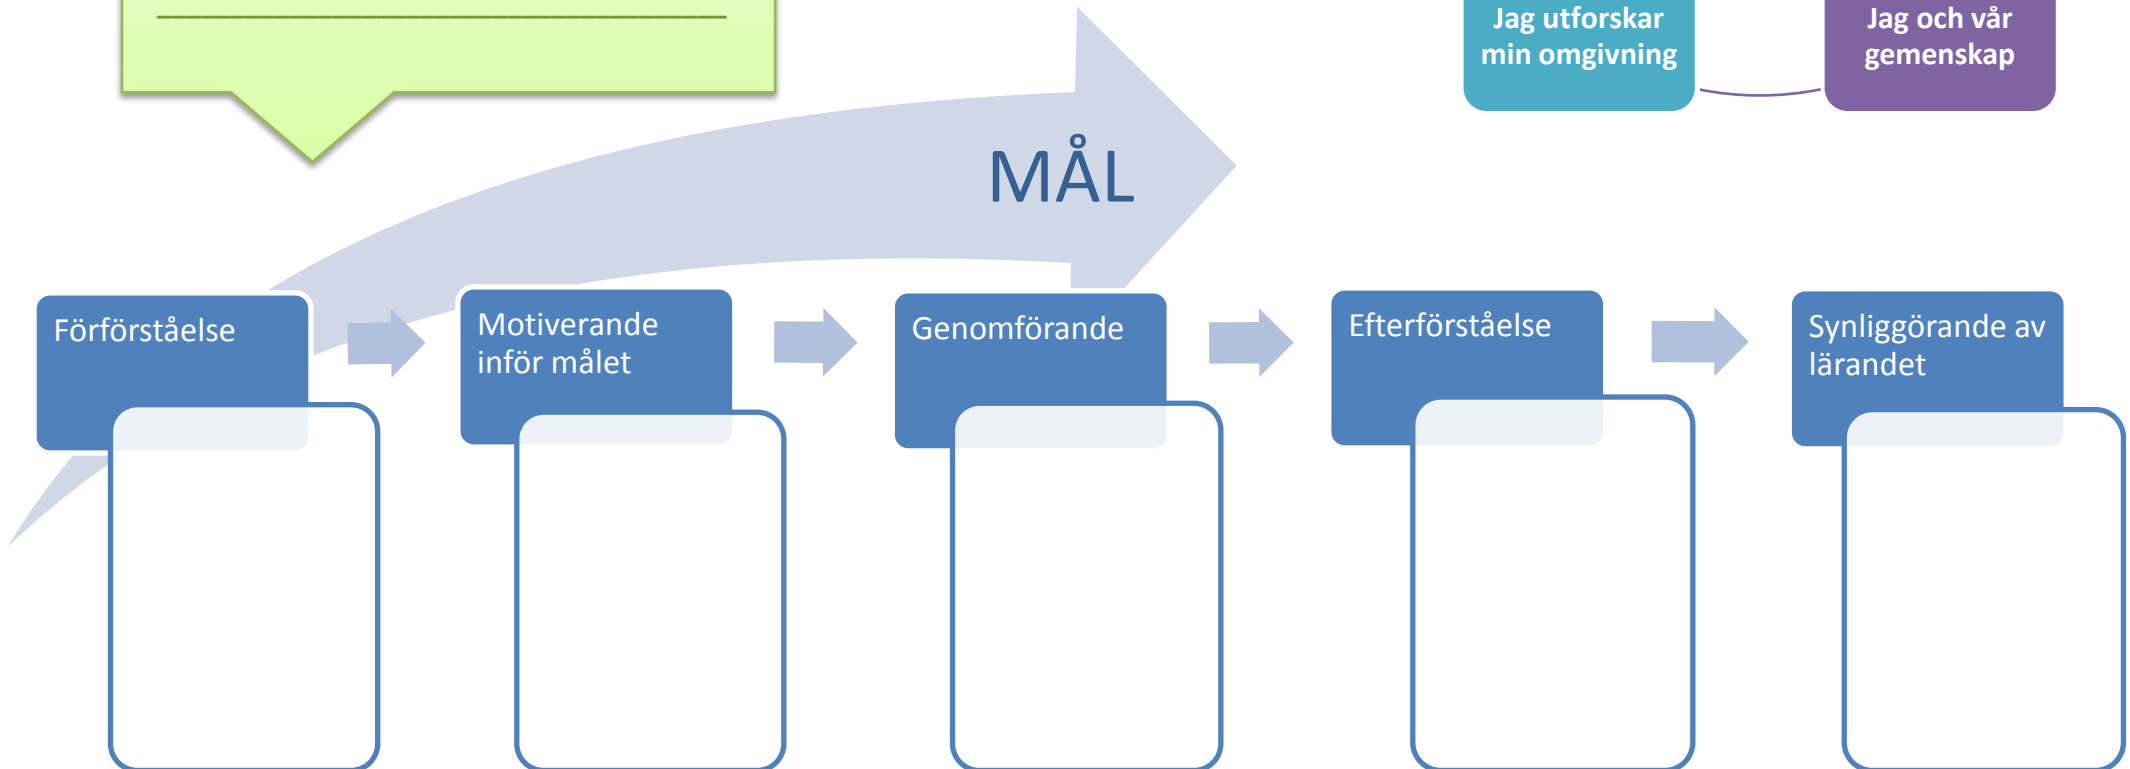 Jag utforskar
min omgivning
Jag och vår
gemenskap
MÅL
Förförståelse
Motiverande
inför målet
Genomförande
Efterförståelse
Synliggörande av
lärandet